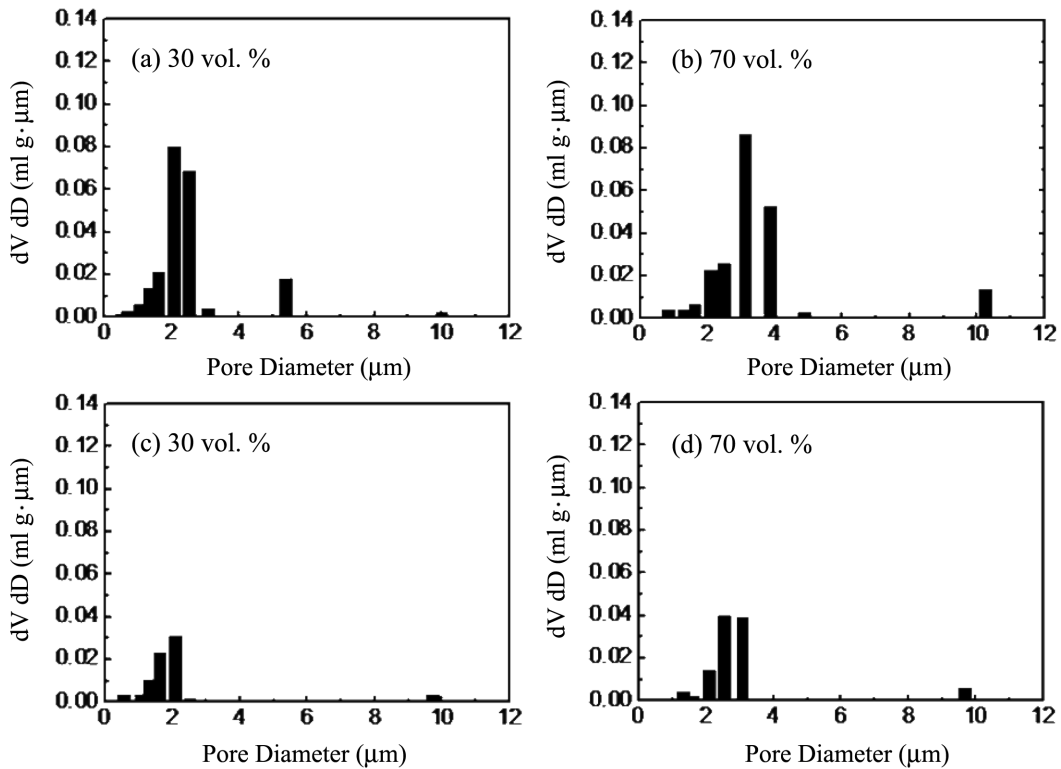 0.14
0.12
0.10
0.08
0.06
0.04
0.02
0.00
dV dD (ml g·μm)
(a) 30 vol. %
0 2 4 6 8 10 12
Pore Diameter (μm)
0.14
0.12
0.10
0.08
0.06
0.04
0.02
0.00
dV dD (ml g·μm)
(b) 70 vol. %
0 2 4 6 8 10 12
Pore Diameter (μm)
0.14
0.12
0.10
0.08
0.06
0.04
0.02
0.00
dV dD (ml g·μm)
(c) 30 vol. %
0 2 4 6 8 10 12
Pore Diameter (μm)
0.14
0.12
0.10
0.08
0.06
0.04
0.02
0.00
dV dD (ml g·μm)
(d) 70 vol. %
0 2 4 6 8 10 12
Pore Diameter (μm)